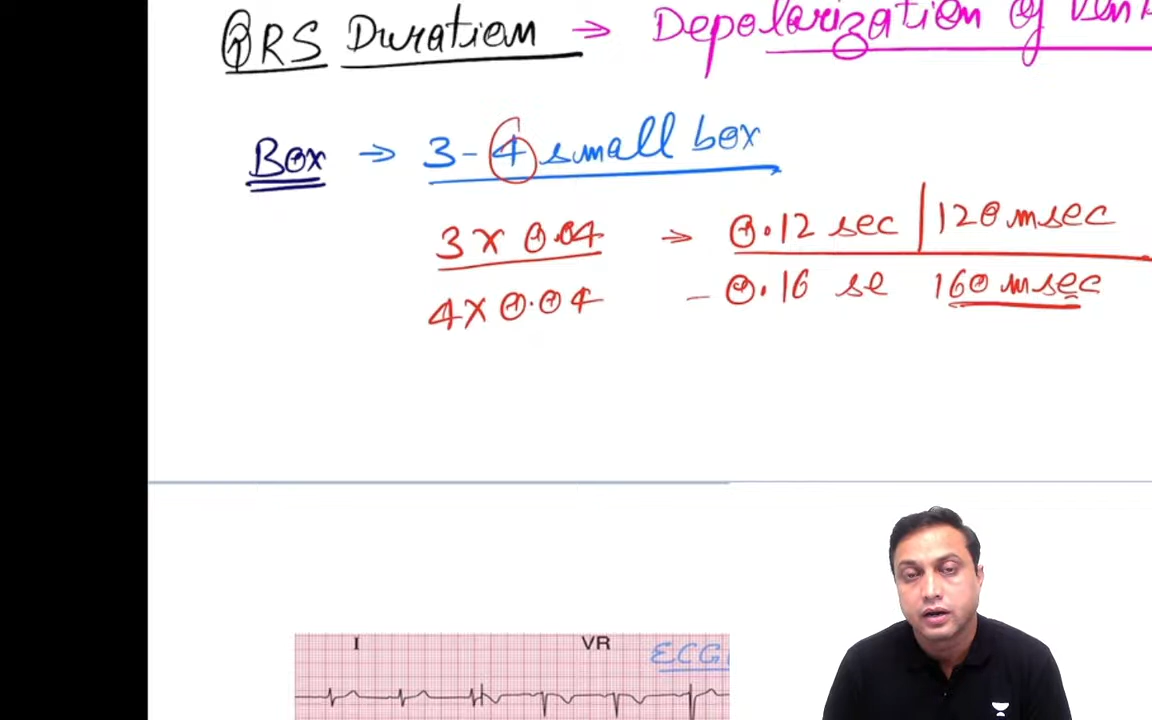 QRS Duration → Depolarization of
Box → 3-4 small box
3 x 0.04 → 0.12 sec | 120 msec
4 x 0.04 - 0.16 se 160 msec
I VR ECG